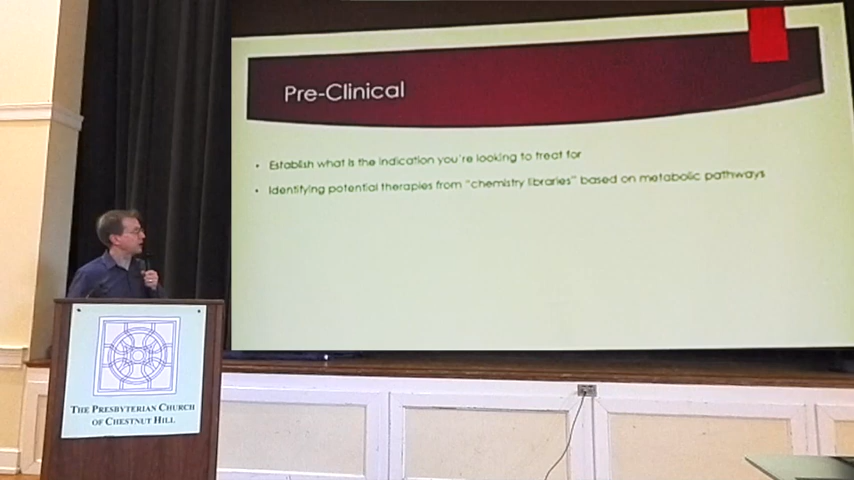 Pre-Clinical
Establish what is the indication you're looking to treat for
Identifying potential therapies from "chemistry libraries" based on metabolic pathways
THE PRESBYTERIAN CHURCH
OF CHESTNUT HILL